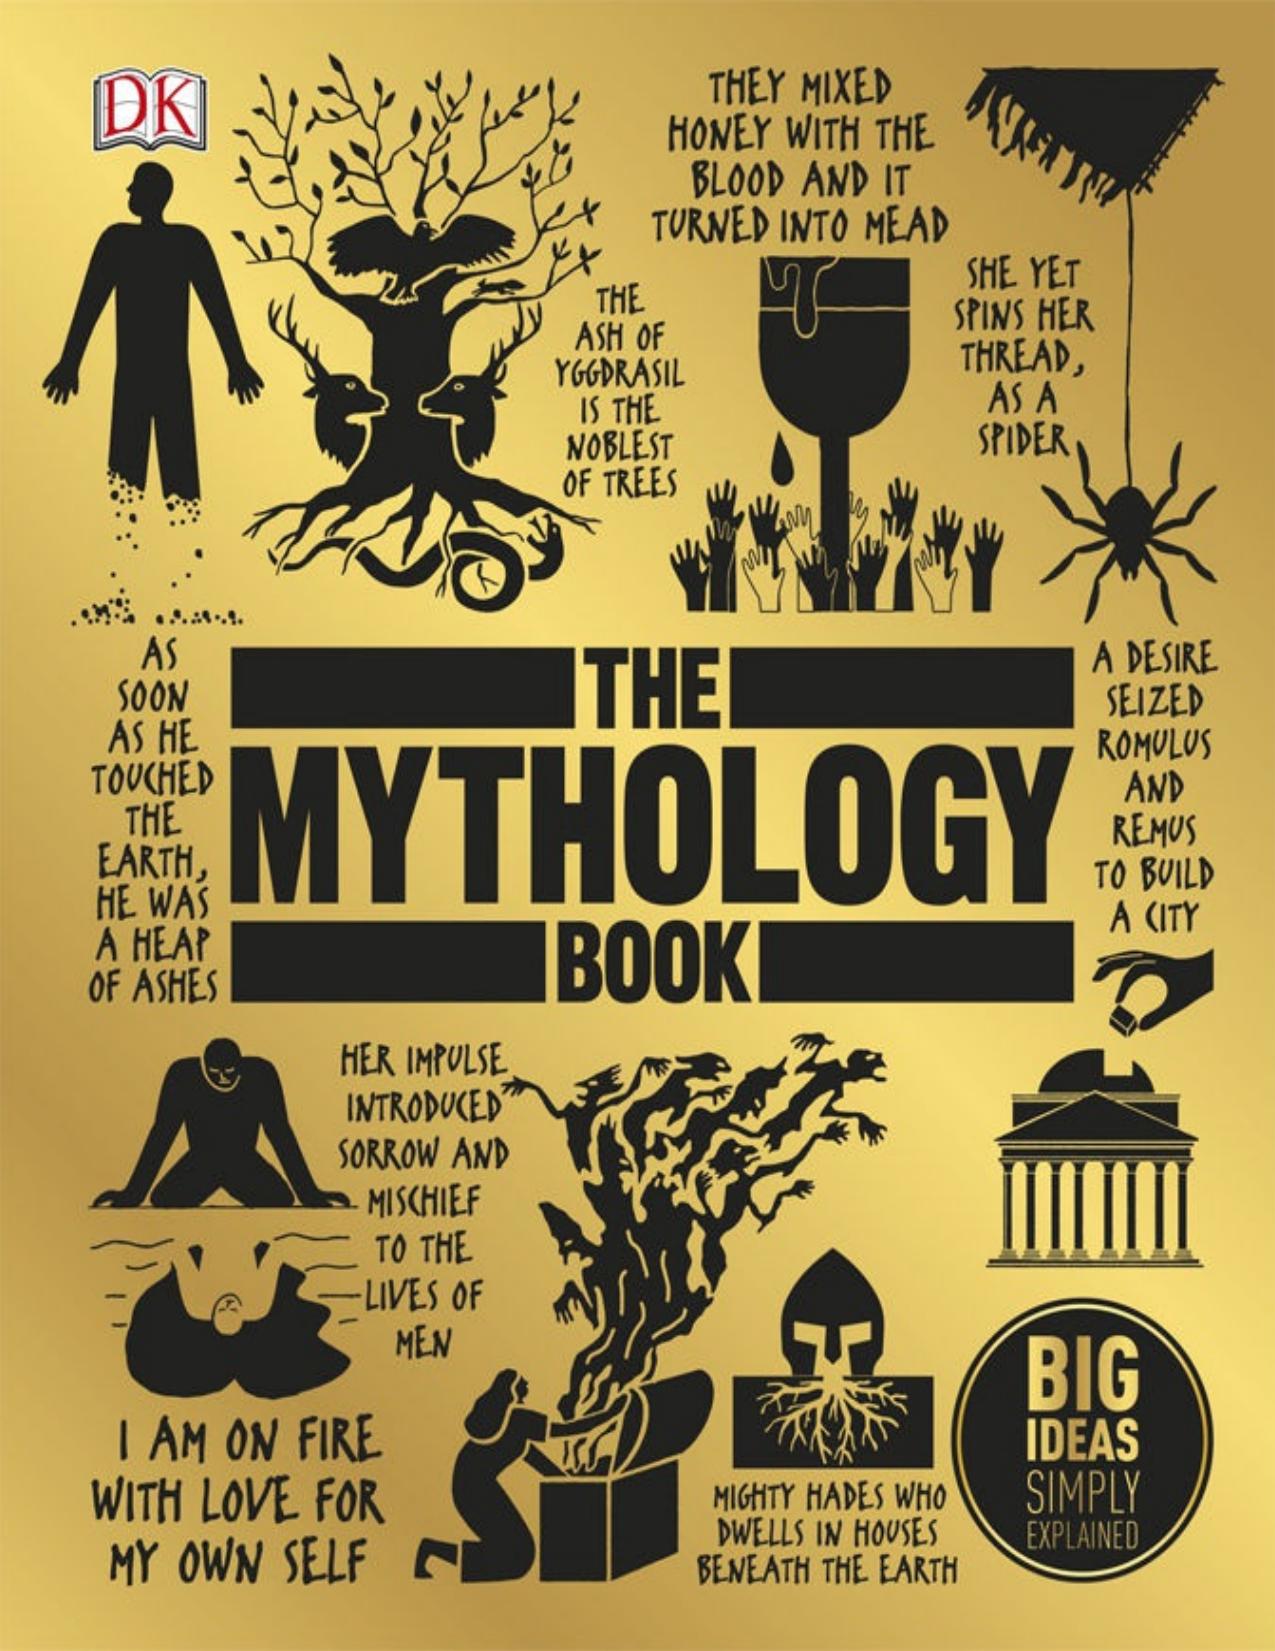 DK
THEY MIXED
HONEY WITH THE
BLOOD AND IT
TURNED INTO MEAD
THE
ASH OF
YGGDRASIL
IS THE
NOBLEST
OF TREES
SHE YET
SPINS HER
THREAD,
AS A
SPIDER
AS
SOON
AS HE
TOUCHED
THE
EARTH,
HE WAS
A HEAP
OF ASHES
THE
MYTHOLOGY
BOOK
A DESIRE
SEIZED
ROMULUS
AND
REMUS
TO BUILD
A CITY
HER IMPULSE
INTRODUCED
SORROW AND
MISCHIEF
TO THE
LIVES OF
MEN
I AM ON FIRE
WITH LOVE FOR
MY OWN SELF
MIGHTY HADES WHO
DWELLS IN HOUSES
BENEATH THE EARTH
BIG
IDEAS
SIMPLY
EXPLAINED